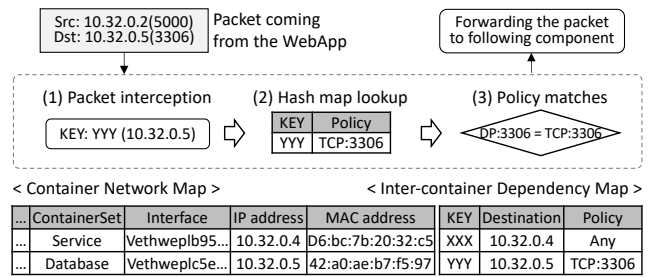 Src: 10.32.0.2(5000)
Dst: 10.32.0.5(3306)
Packet coming
from the WebApp
Forwarding the packet
to following component
(1) Packet interception
(2) Hash map lookup
(3) Policy matches
KEY: YYY (10.32.0.5)
KEY Policy
YYY TCP:3306
DP:3306 = TCP:3306
< Container Network Map >
< Inter-container Dependency Map >
... ContainerSet Interface IP address MAC address
... Service Vethweplb95... 10.32.0.4 D6:bc:7b:20:32:c5
... Database Vethweplc5e... 10.32.0.5 42:a0:ae:b7:f5:97
KEY Destination Policy
XXX 10.32.0.4 Any
YYY 10.32.0.5 TCP:3306